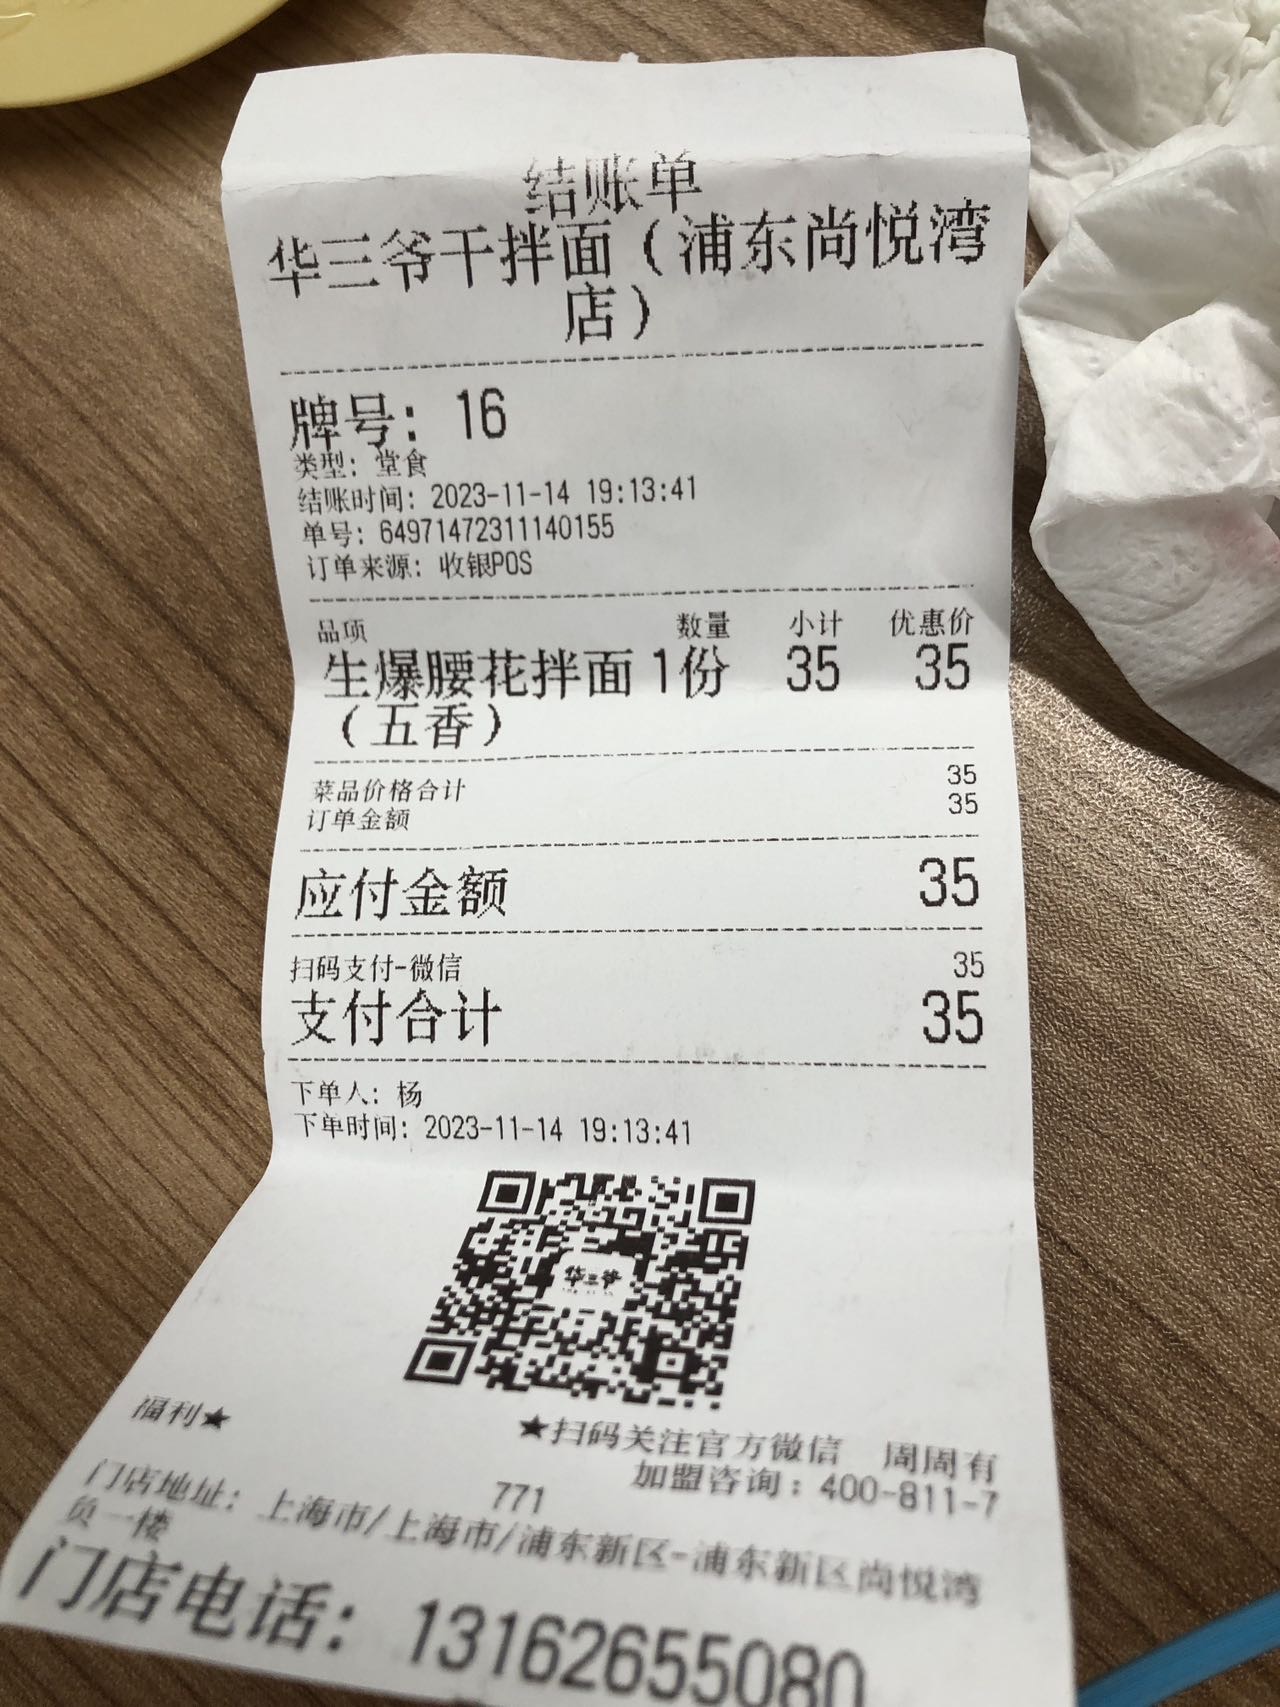 结账单
华三爷干拌面（浦东尚悦湾
店）
牌号：16
类型：堂食
结账时间：2023-11-14 19:13:41
单号：64971472311140155
订单来源：收银POS
品项 数量 小计 优惠价
生爆腰花拌面 1份 35 35
（五香）
菜品价格合计 35
订单金额 35
应付金额 35
扫码支付-微信 35
支付合计 35
下单人：杨
下单时间：2023-11-14 19:13:41
华三爷
★扫码关注官方微信 周周有
福利★
加盟咨询：400-811-7
771
门店地址：上海市/上海市/浦东新区-浦东新区尚悦湾
负一楼
门店电话：13162655080